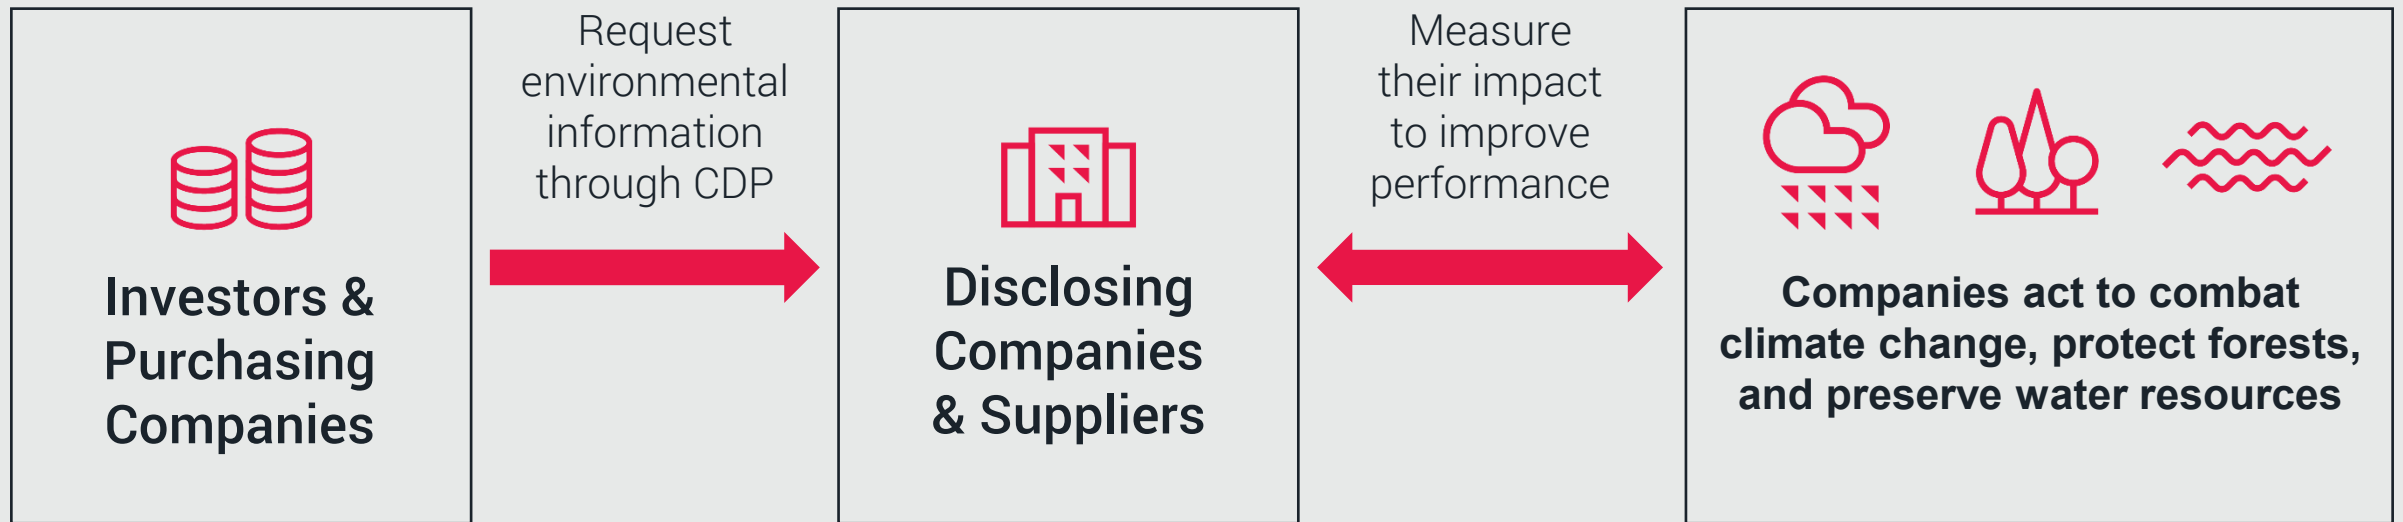 Investors &
Purchasing
Companies
Request
environmental
information
through CDP
Disclosing
Companies
& Suppliers
Measure
their impact
to improve
performance
Companies act to combat
climate change, protect forests,
and preserve water resources